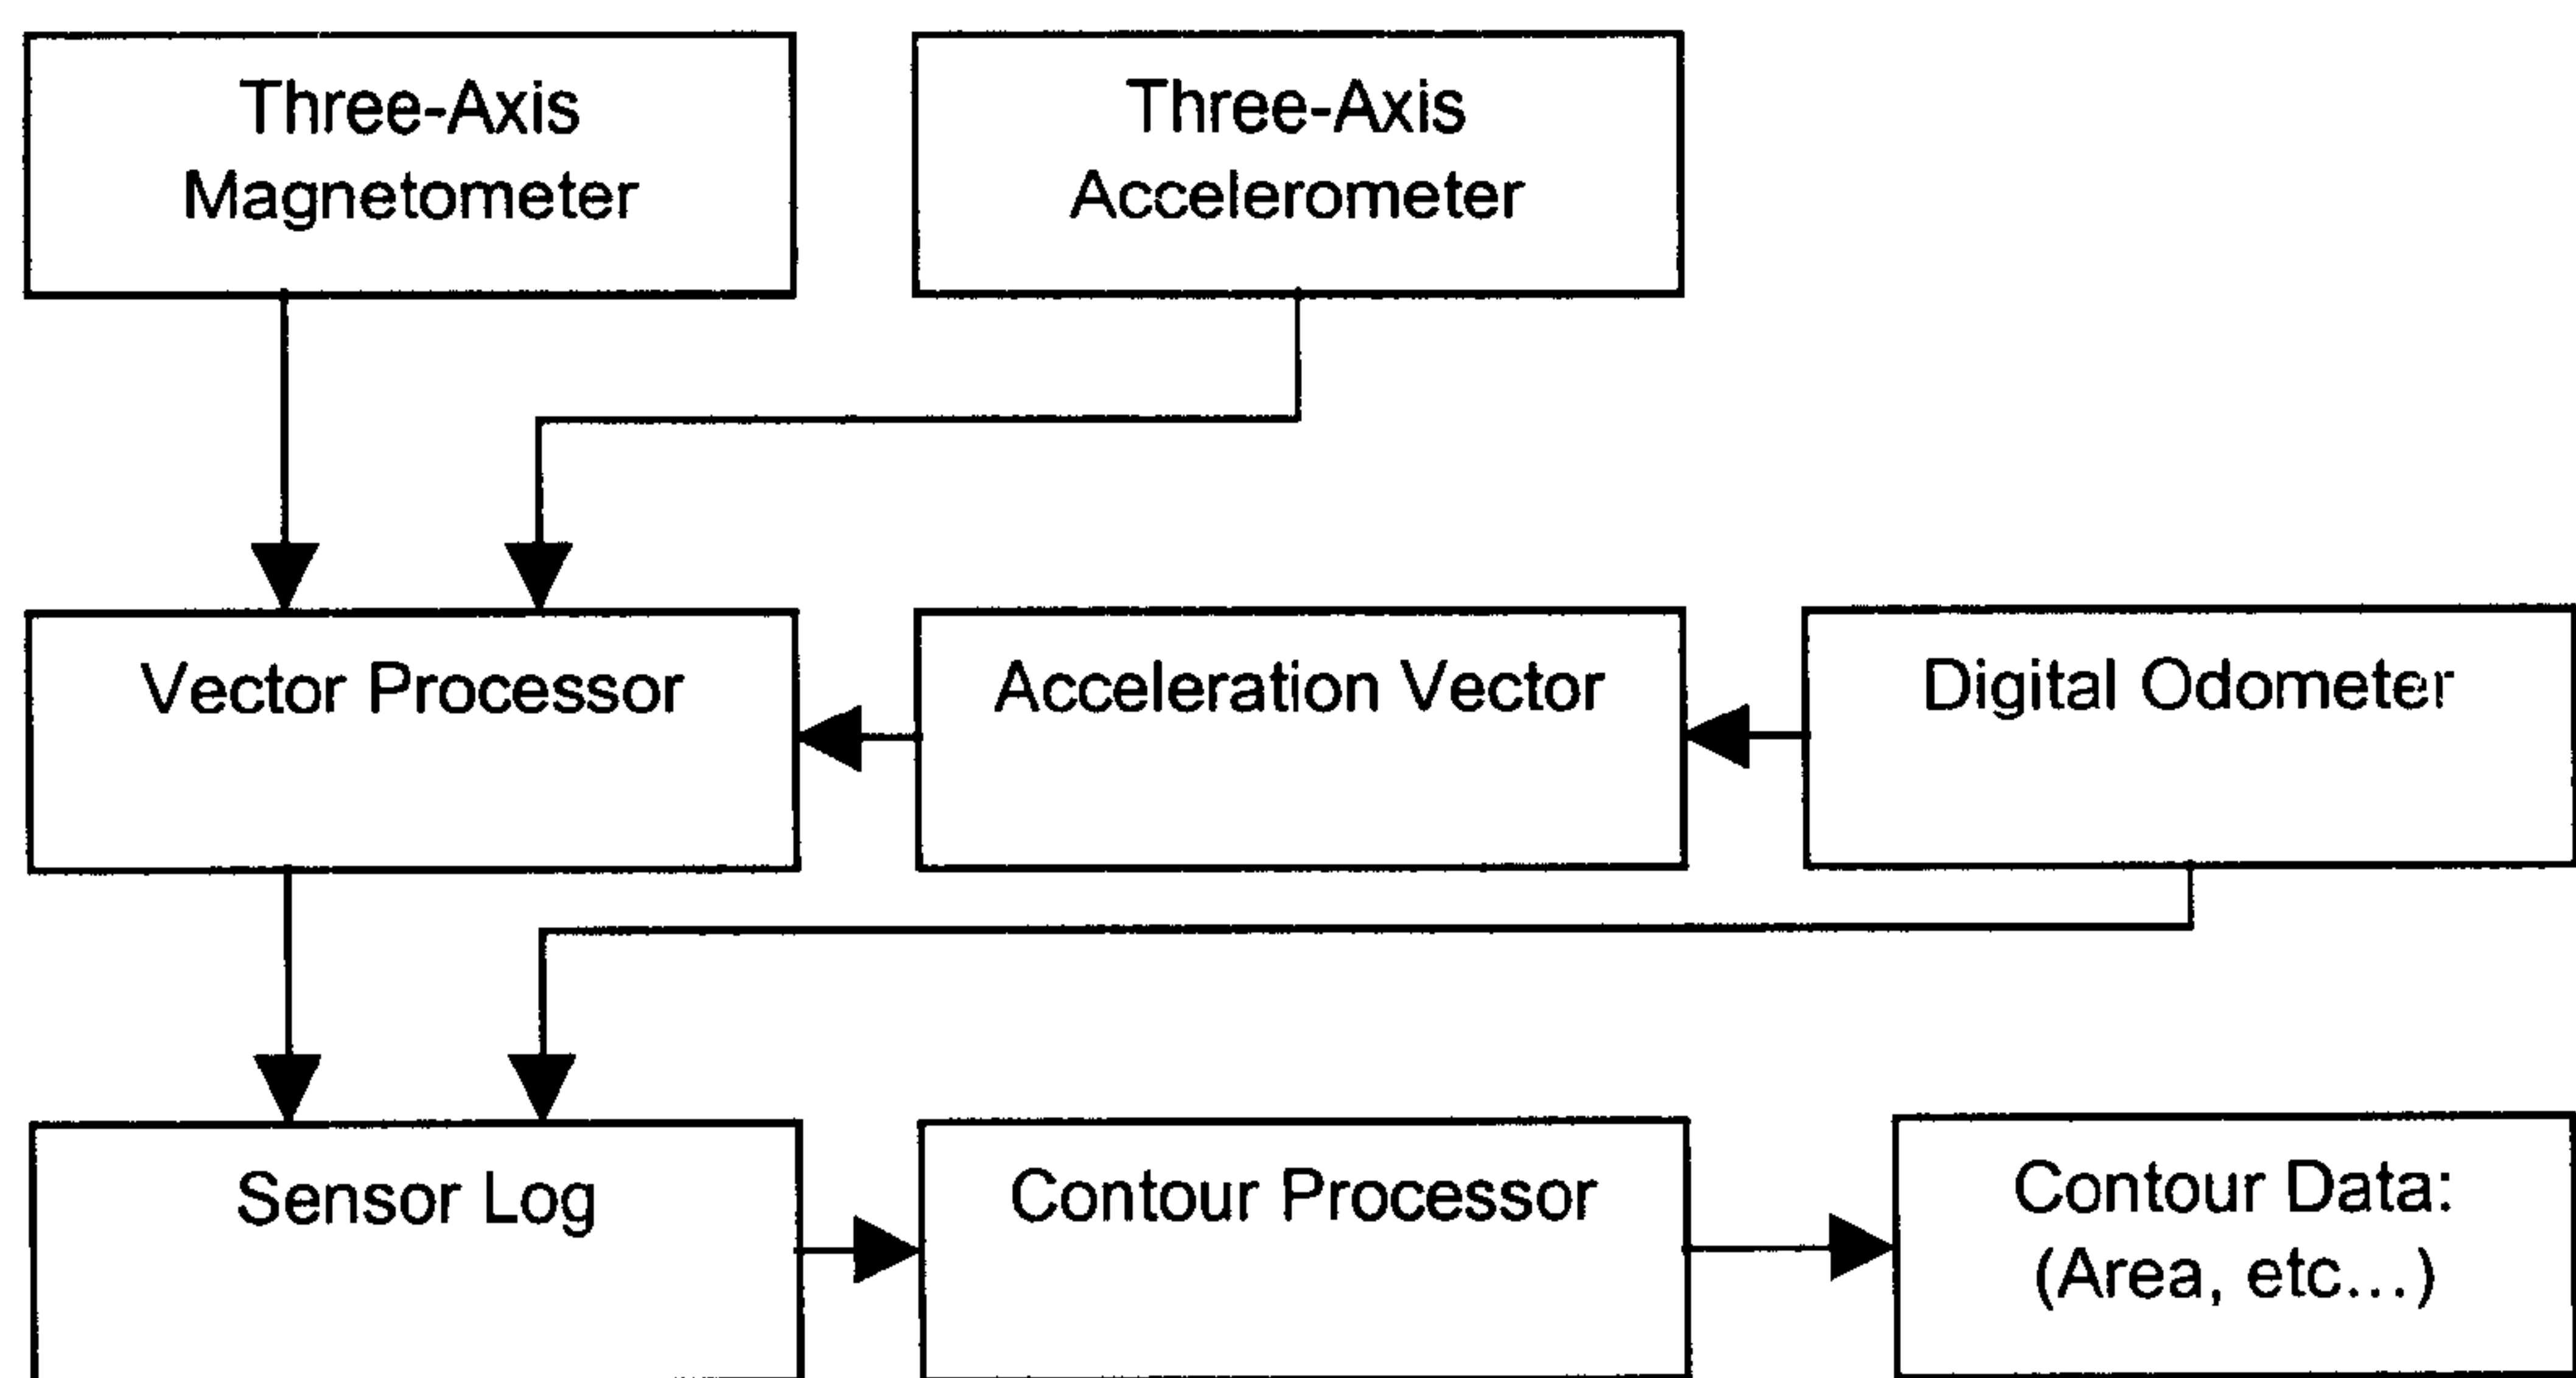 Three-Axis
Magnetometer
Three-Axis
Accelerometer
Vector Processor
Acceleration Vector
Digital Odometer
Sensor Log
Contour Processor
Contour Data:
(Area, etc...)